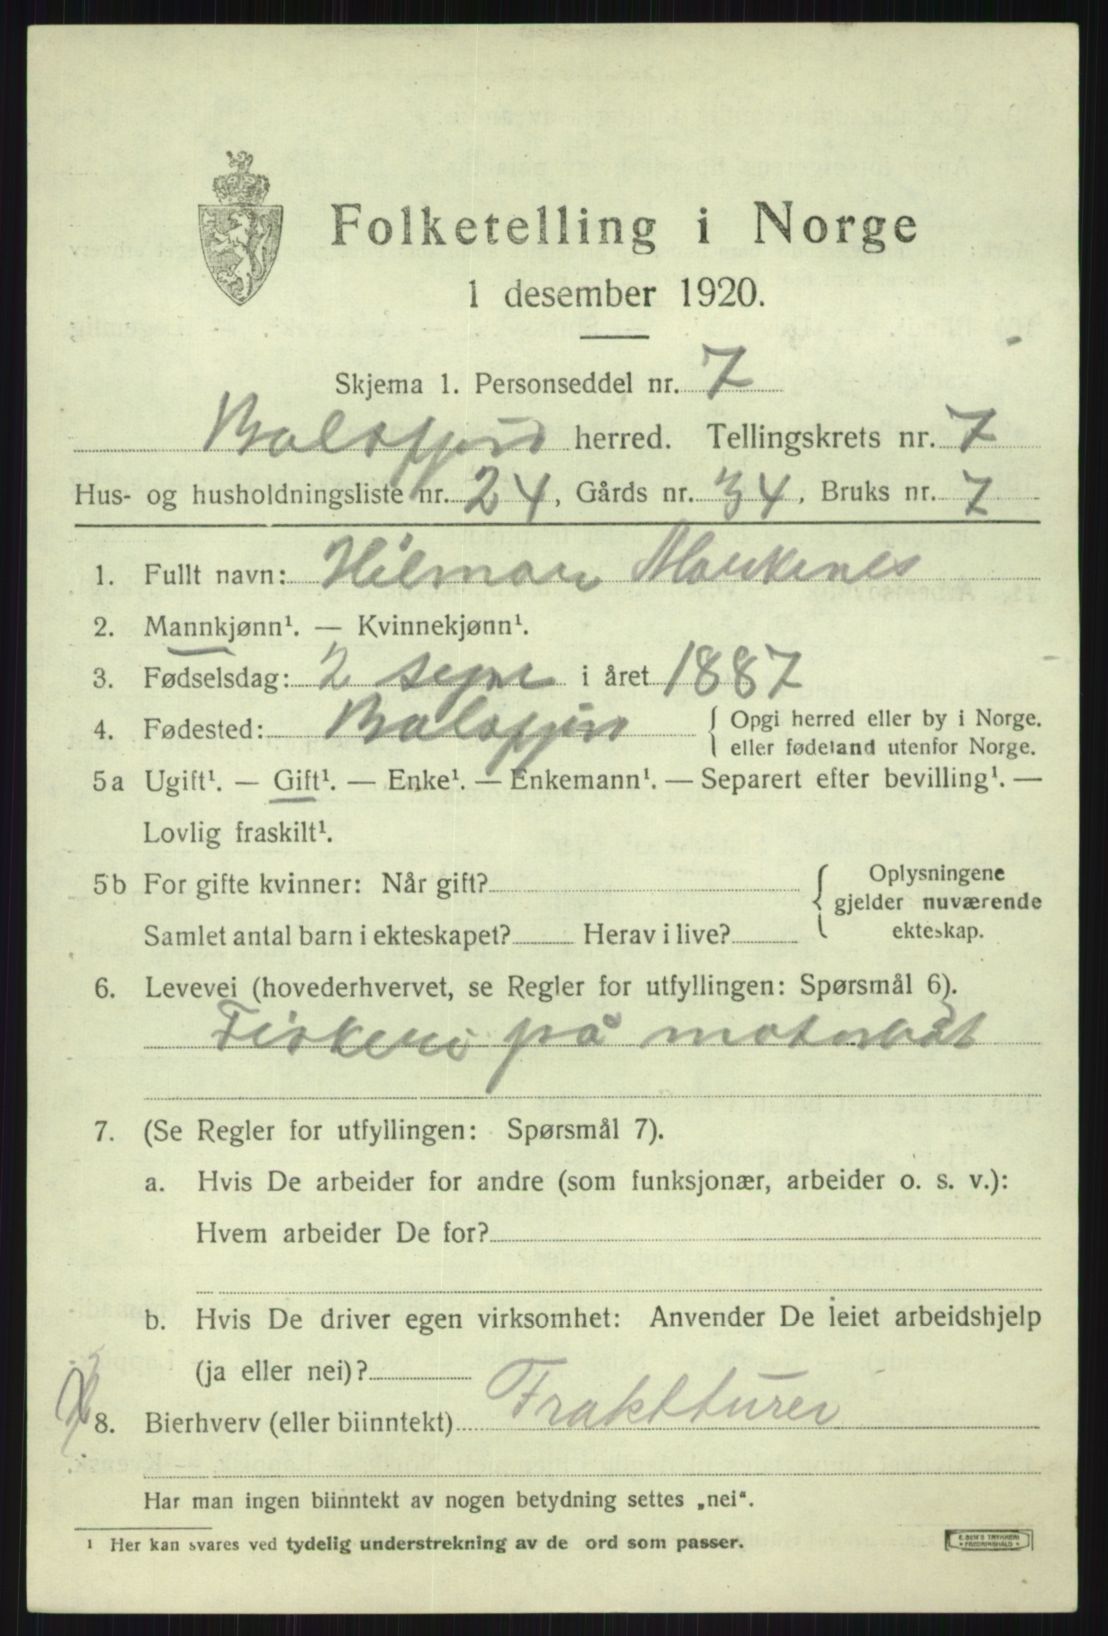 Folketelling i Norge
1 desember 1920.
Skjema 1. Personseddel nr. 7
Balsfjord herred. Tellingskrets nr. 7
Hus- og husholdningsliste nr. 24, Gårds nr. 34, Bruks nr. 7
1. Fullt navn: Hilmar Markenes
2. Mannkjønn¹. — Kvinnekjønn¹.
3. Fødselsdag: 2 i året 1887
4. Fødested: Balsfjord { Opgi herred eller by i Norge.
eller fødeland utenfor Norge.
5a Ugift¹. — Gift¹. — Enke¹. — Enkemann¹. — Separert efter bevilling¹. —
Lovlig fraskilt¹.
5b For gifte kvinner: Når gift? { Oplysningene
gjelder nuværende
Samlet antal barn i ekteskapet? Herav i live? ekteskap.
6. Levevei (hovederhvervet, se Regler for utfyllingen: Spørsmål 6).
Fiskeri på motorbåt
7. (Se Regler for utfyllingen: Spørsmål 7).
a. Hvis De arbeider for andre (som funksjonær, arbeider o. s. v.):
Hvem arbeider De for?
b. Hvis De driver egen virksomhet: Anvender De leiet arbeidshjelp
(ja eller nei)?
8. Bierhverv (eller biinntekt) Fraktturer
Har man ingen biinntekt av nogen betydning settes „nei“.
¹ Her kan svares ved tydelig understrekning av de ord som passer.